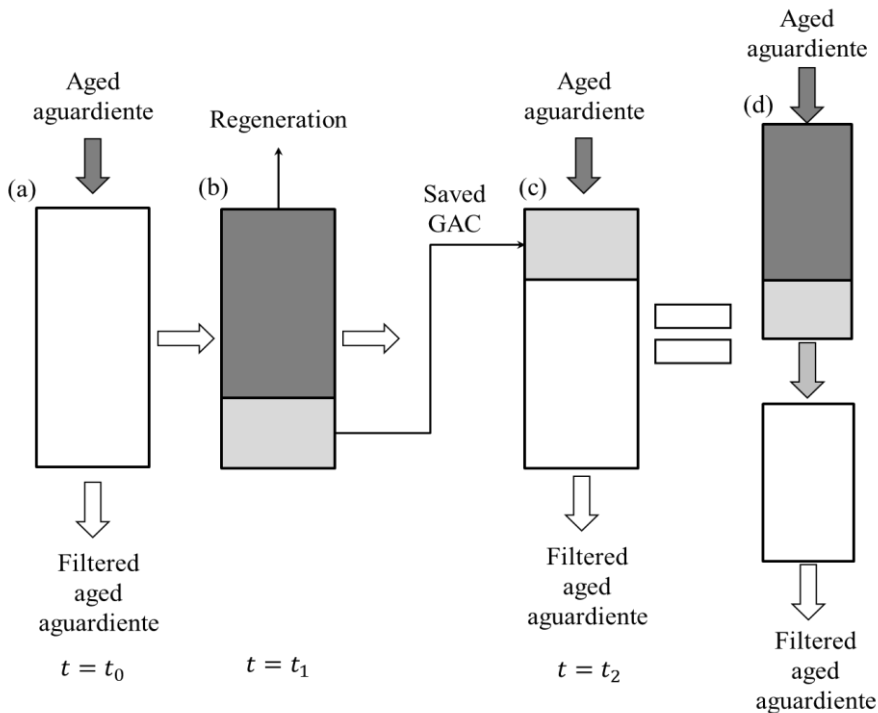 (a)
Aged
aguardiente
Filtered
aged
aguardiente
t = t₀
(b)
Regeneration
t = t₁
Saved
GAC
(c)
Aged
aguardiente
Filtered
aged
aguardiente
t = t₂
(d)
Aged
aguardiente
Filtered
aged
aguardiente